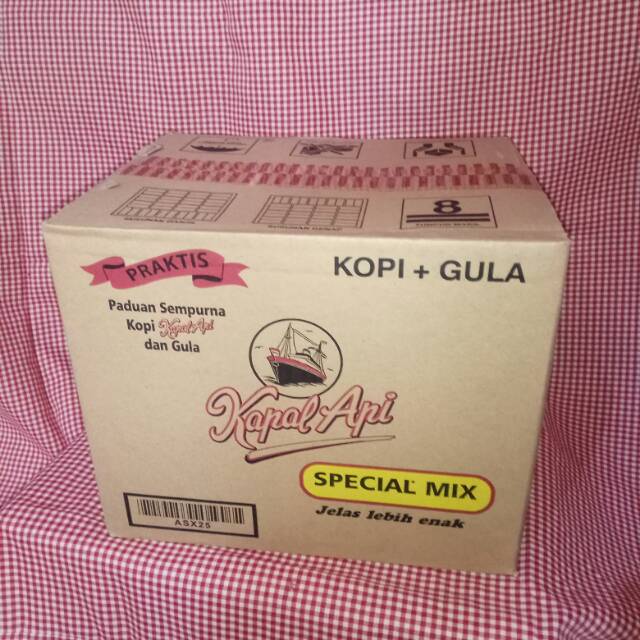 8
PRAKTIS
KOPI + GULA
Paduan Sempurna
Kopi Kapal Api
dan Gula
Kapal Api
SPECIAL MIX
Jelas lebih enak
ASX25